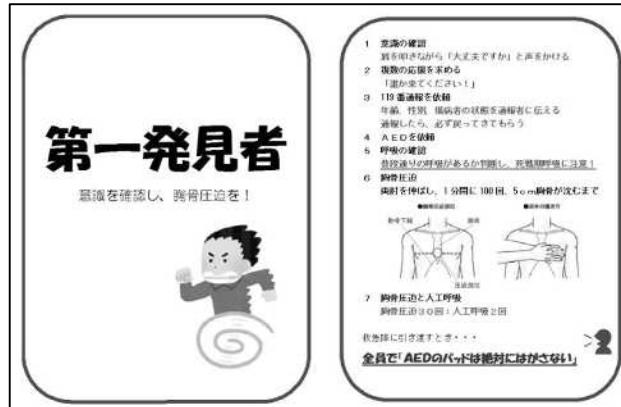 第一発見者
意識を確認し、胸骨圧迫を！
1 意識の確認
肩を叩きながら「大丈夫ですか」と声をかける
2 複数の応援を求める
「誰か来てください！」
3 119番通報を依頼
年齢、性別、傷病者の状態を通報者に伝える
通報したら、必ず戻ってきてもらう
4 AEDを依頼
5 呼吸の確認
普段通りの呼吸があるか判断し、死戦期呼吸に注意！
6 胸骨圧迫
両肘を伸ばし、1分間に100回、5cm胸骨が沈むまで
7 胸骨圧迫と人工呼吸
胸骨圧迫30回：人工呼吸2回
救急隊に引き渡すとき・・・
全員で「AEDのパッドは絶対にはがさない」